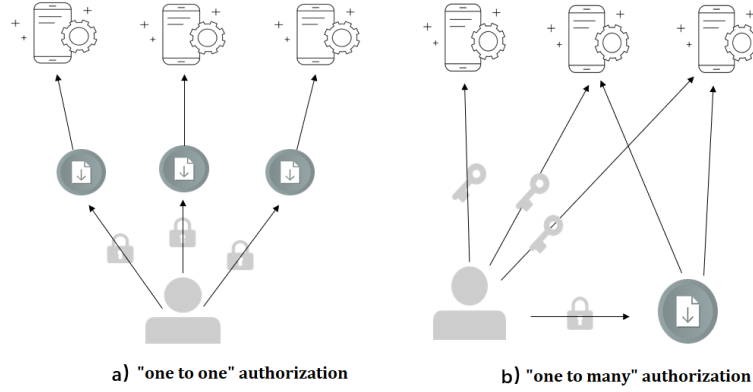 a) "one to one" authorization
b) "one to many" authorization